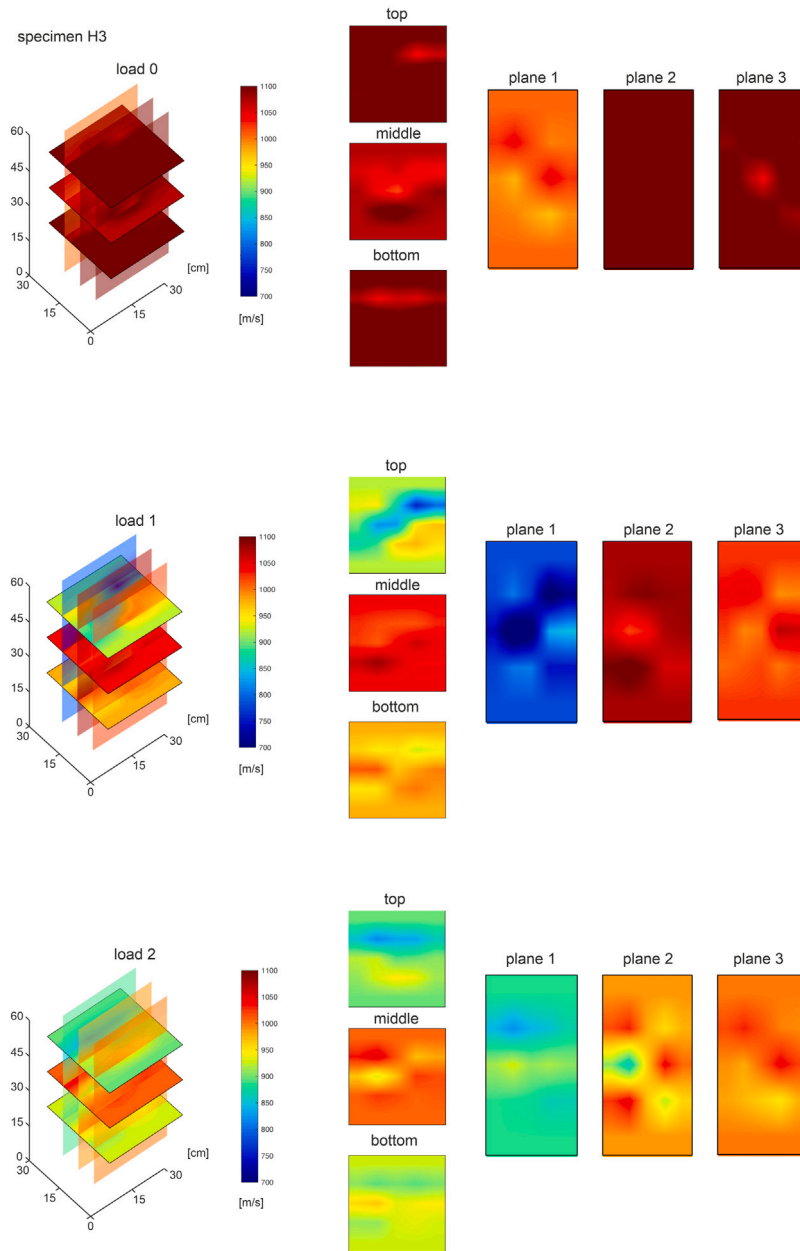 specimen H3
load 0
60
45
30
15
0
30
15
0
15
30
[cm]
1100
1050
1000
950
900
850
800
750
700
[m/s]
top
middle
bottom
plane 1
plane 2
plane 3
load 1
60
45
30
15
0
30
15
0
15
30
[cm]
1100
1050
1000
950
900
850
800
750
700
[m/s]
top
middle
bottom
plane 1
plane 2
plane 3
load 2
60
45
30
15
0
30
15
0
15
30
[cm]
1100
1050
1000
950
900
850
800
750
700
[m/s]
top
middle
bottom
plane 1
plane 2
plane 3